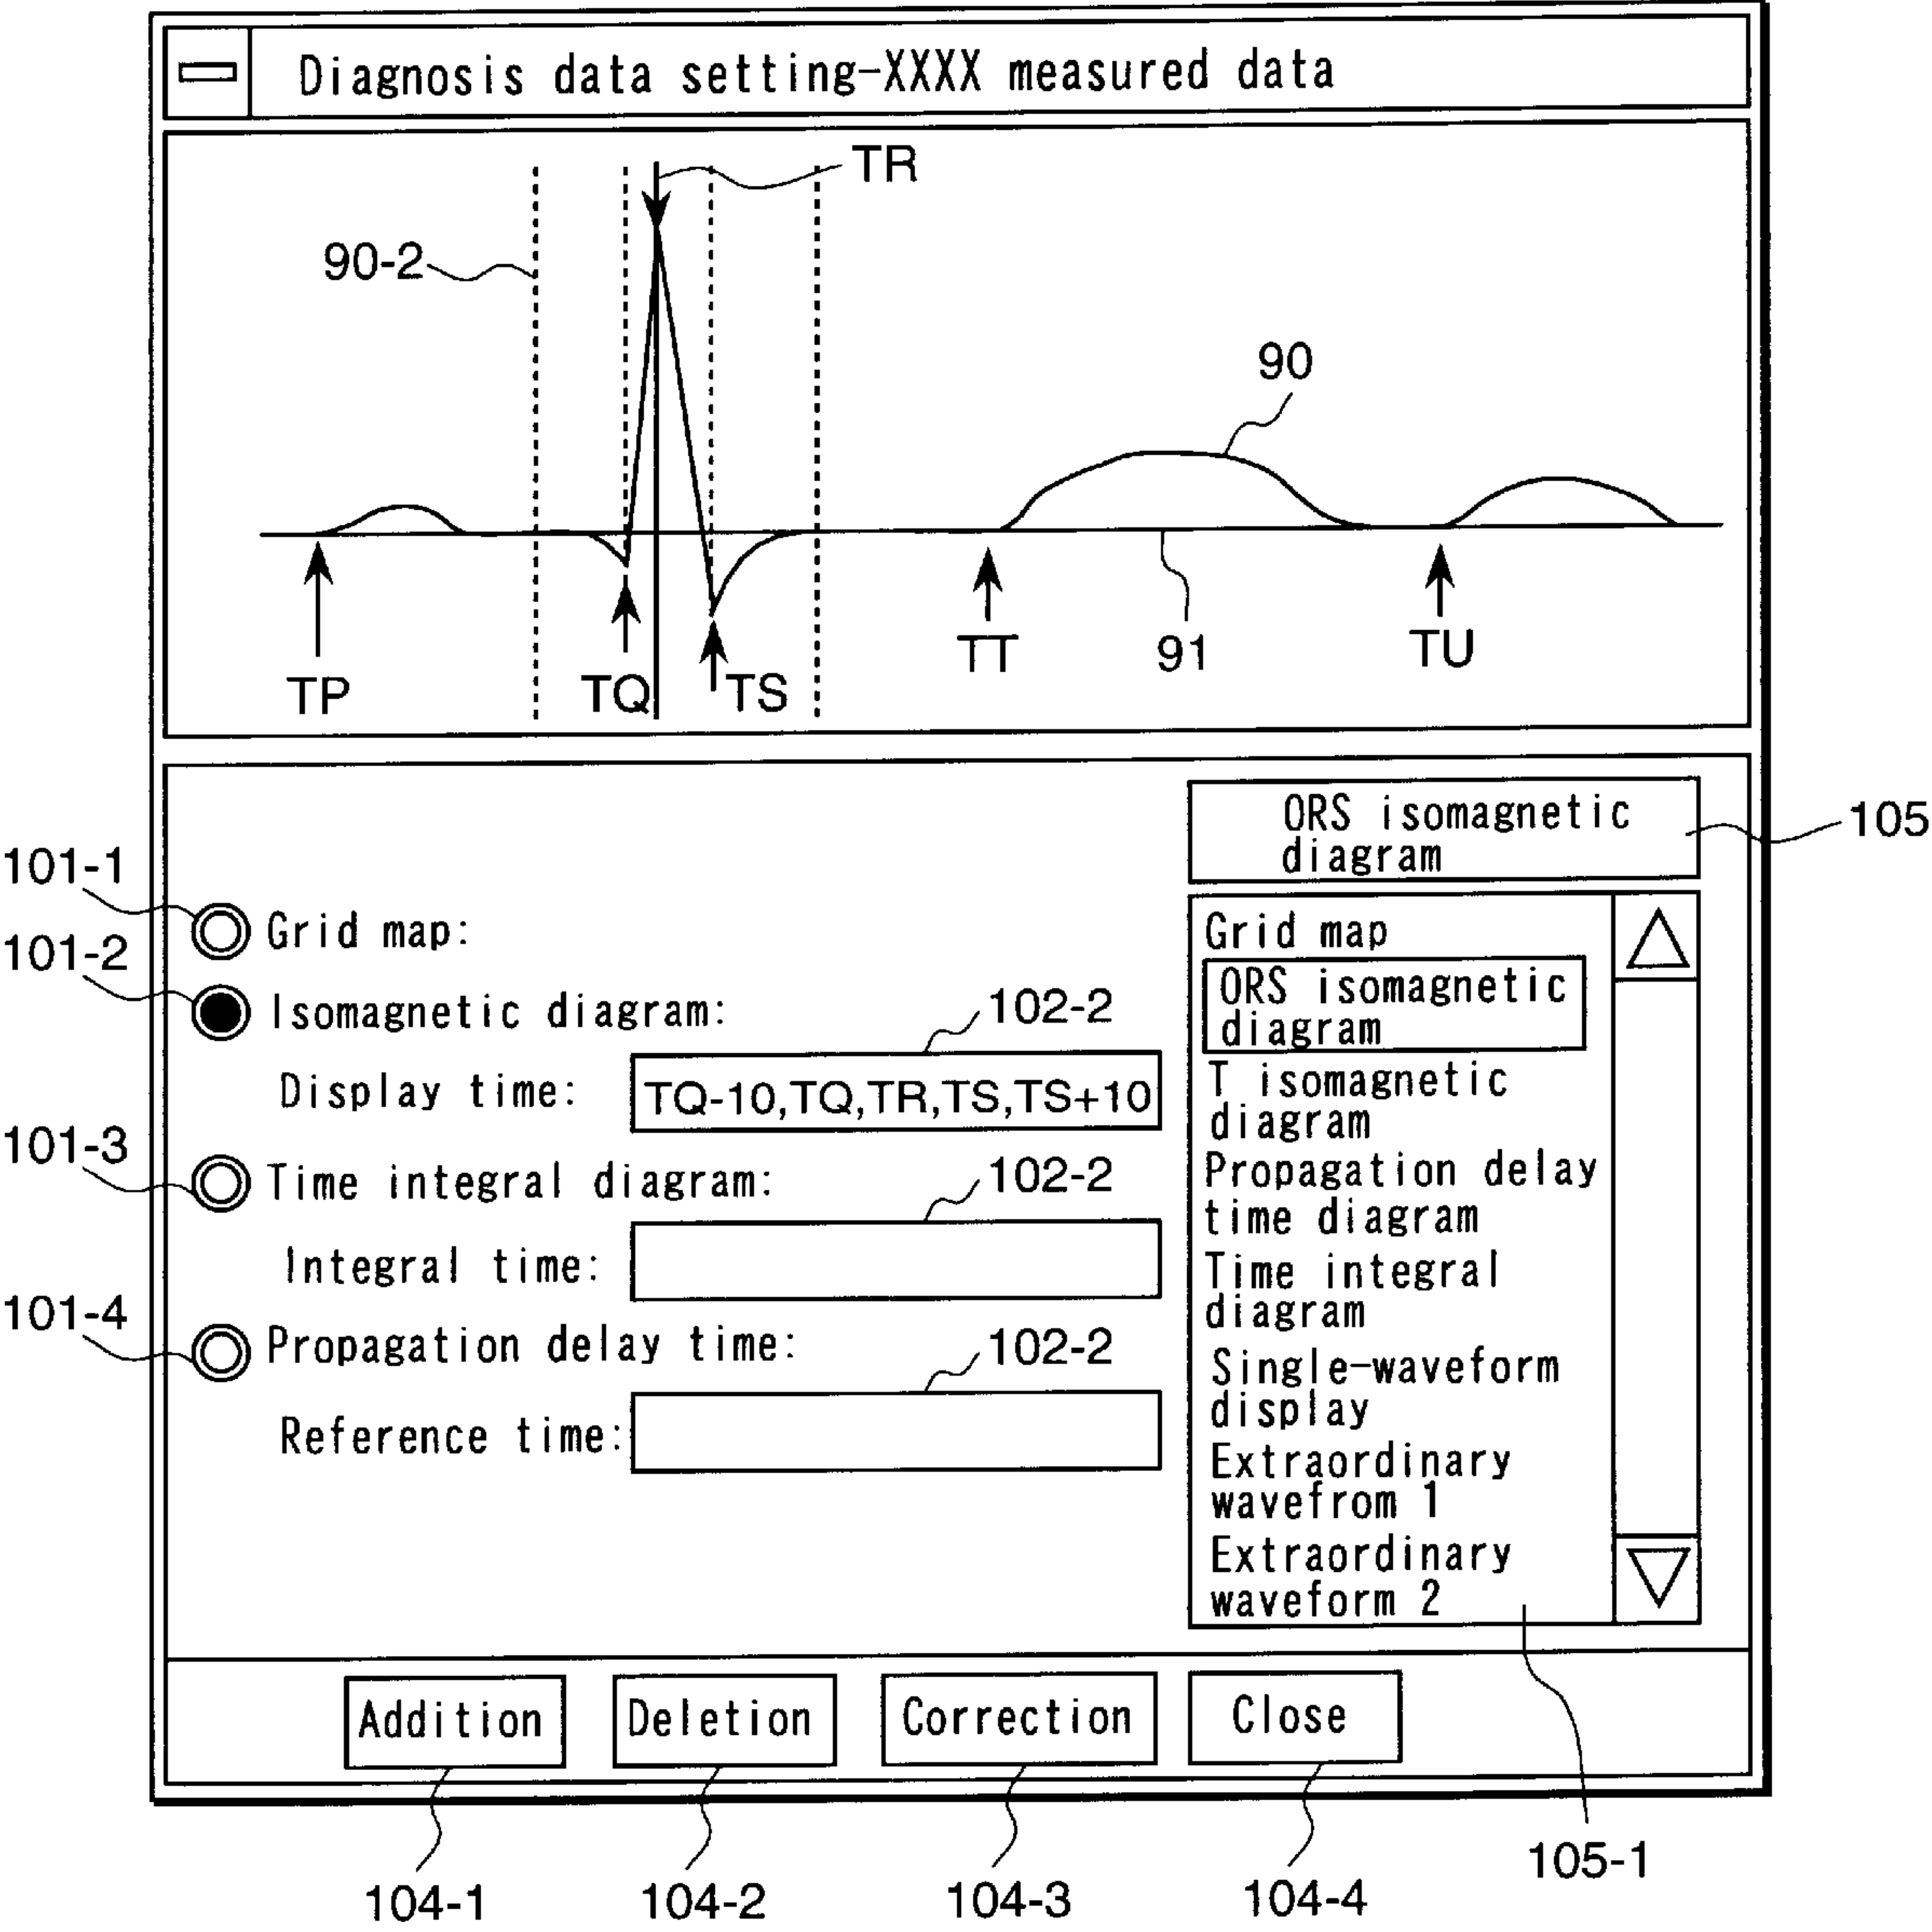 Diagnosis data setting-XXXX measured data
TR
90-2
90
TP
TQ
TS
TT
91
TU
ORS isomagnetic
diagram
105
101-1
Grid map:
101-2
Isomagnetic diagram:
102-2
Display time:
TQ-10,TQ,TR,TS,TS+10
101-3
Time integral diagram:
102-2
Integral time:
101-4
Propagation delay time:
102-2
Reference time:
Grid map
ORS isomagnetic
diagram
T isomagnetic
diagram
Propagation delay
time diagram
Time integral
diagram
Single-waveform
display
Extraordinary
wavefrom 1
Extraordinary
waveform 2
Addition
Deletion
Correction
Close
104-1
104-2
104-3
104-4
105-1